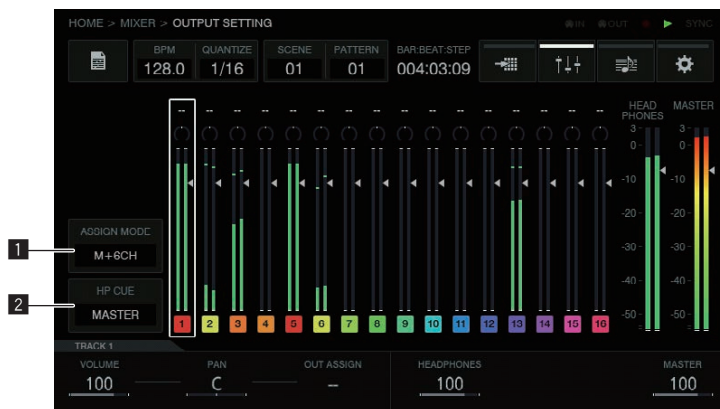 HOME > MIXER > OUTPUT SETTING
IN OUT SYNC
BPM QUANTIZE SCENE PATTERN BAR:BEAT:STEP
128.0 1/16 01 01 004:03:09
HEAD PHONES MASTER
-- -- -- -- -- -- -- -- -- -- -- -- -- -- -- --
3 3
0 0
-10 -10
-20 -20
-30 -30
-40 -40
-50 -50
1
ASSIGN MODE
M+6CH
2
HP CUE
MASTER
1 2 3 4 5 6 7 8 9 10 11 12 13 14 15 16
TRACK 1
VOLUME PAN OUT ASSIGN HEADPHONES MASTER
100 C -- 100 100